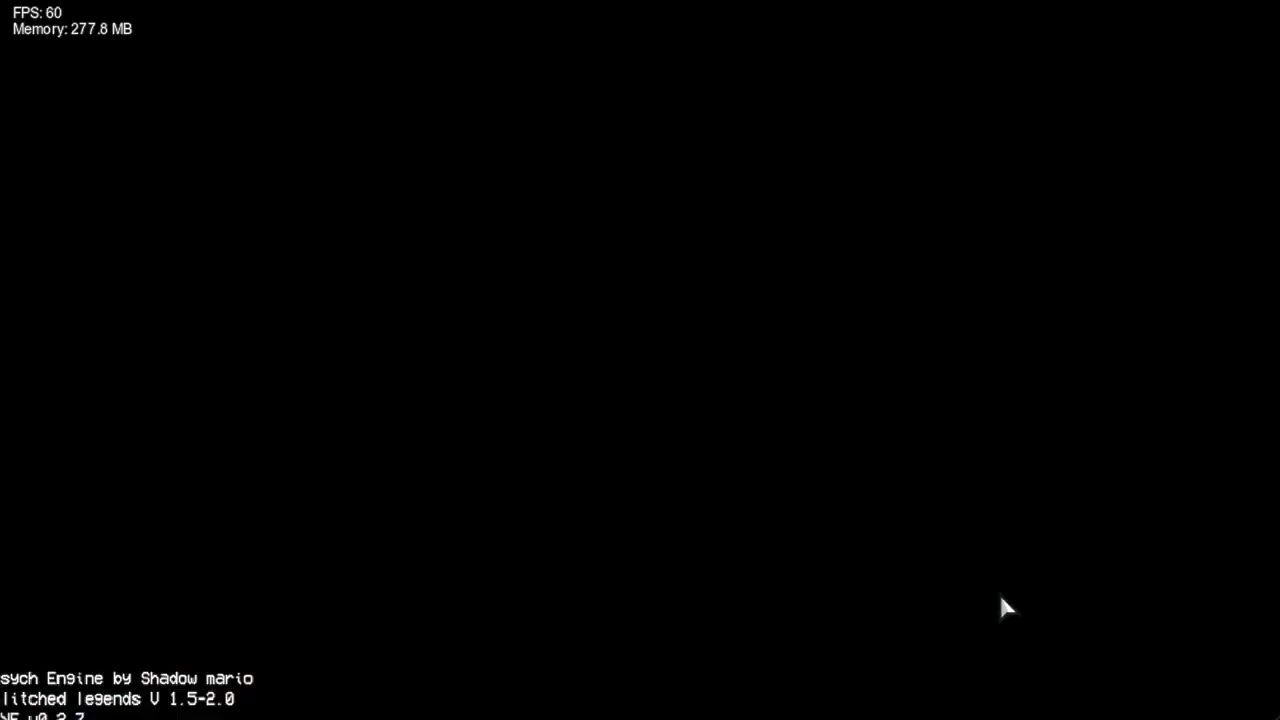 FPS: 60
Memory: 277.8 MB
sych Engine by Shadow mario
litched legends V 1.5-2.0